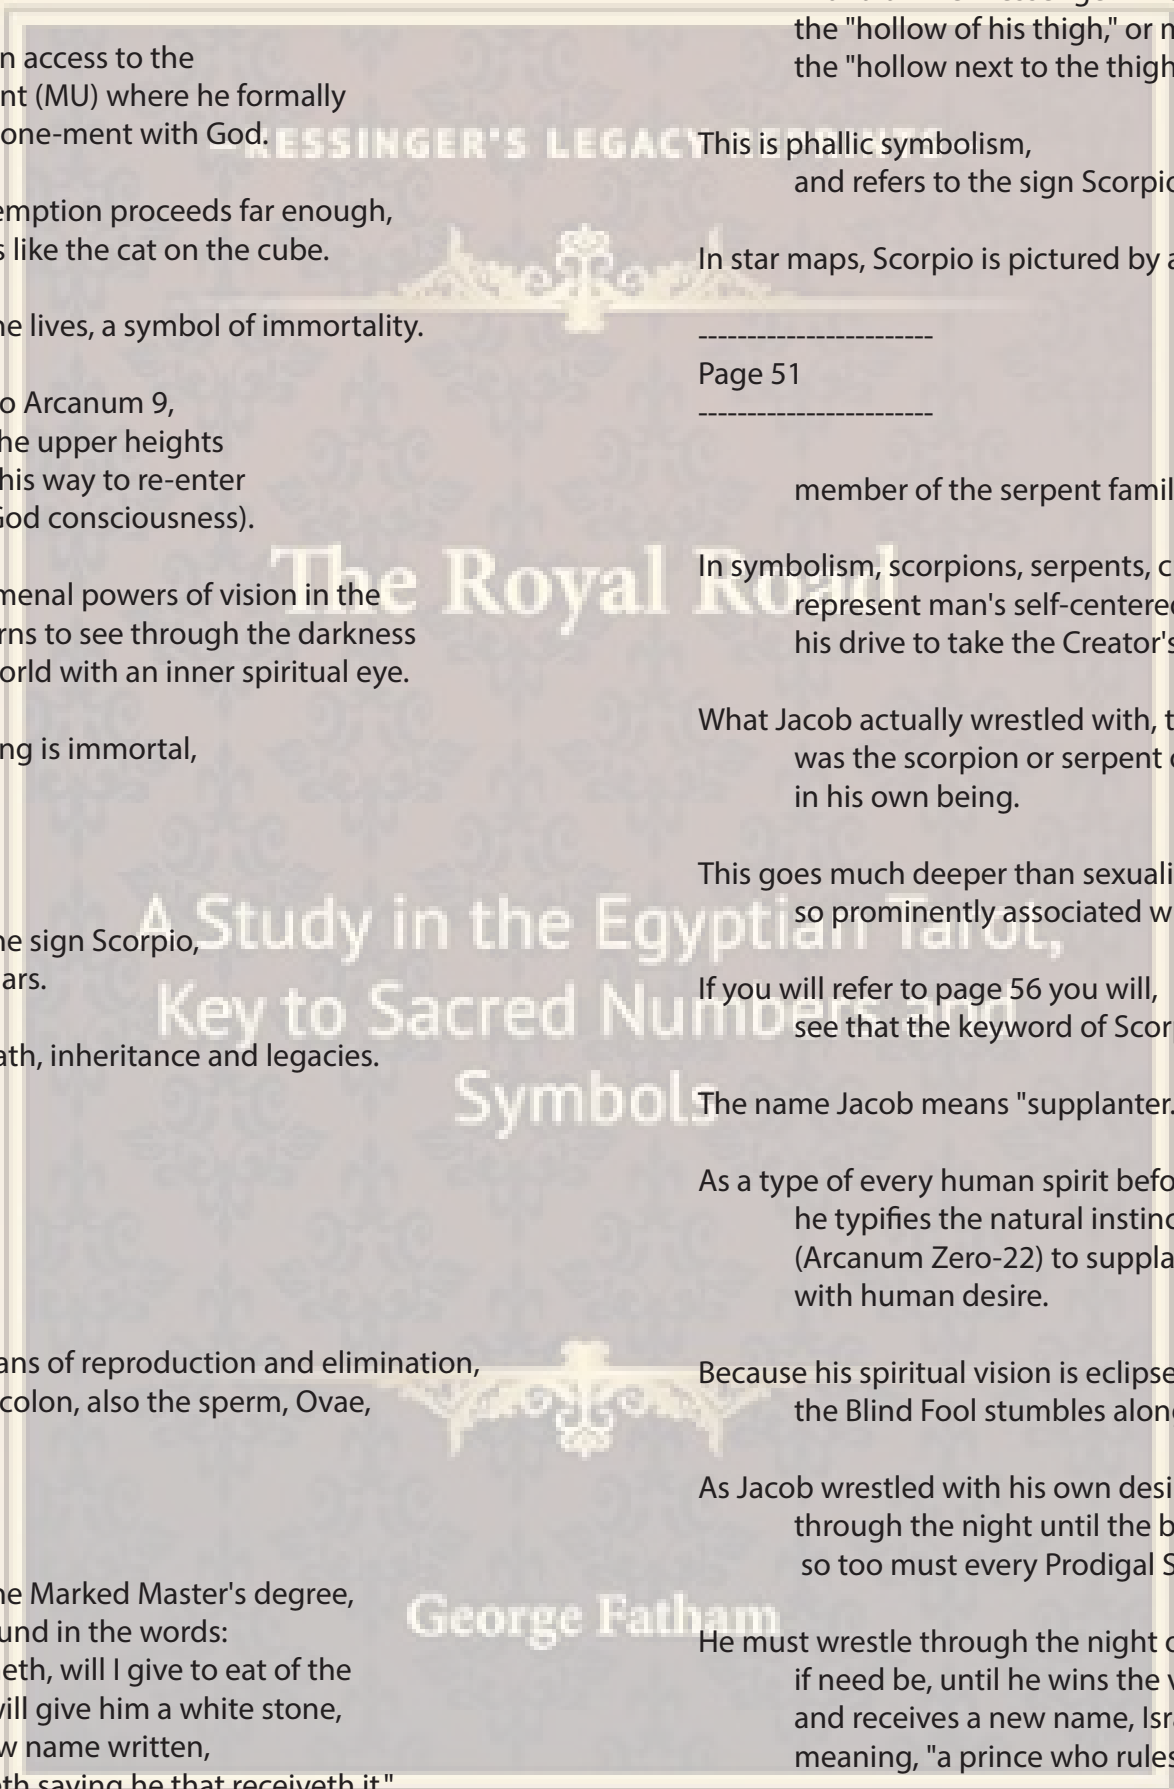 KESSINGER'S LEGACY REPRINTS
The Royal Road
A Study in the Egyptian Tarot,
Key to Sacred Numbers and
Symbols
George Fatham
n access to the
nt (MU) where he formally
one-ment with God.
emption proceeds far enough,
s like the cat on the cube.
ne lives, a symbol of immortality.
o Arcanum 9,
he upper heights
his way to re-enter
God consciousness).
menal powers of vision in the
rns to see through the darkness
orld with an inner spiritual eye.
ng is immortal,
he sign Scorpio,
ars.
ath, inheritance and legacies.
ans of reproduction and elimination,
colon, also the sperm, Ovae,
he Marked Master's degree,
und in the words:
eth, will I give to eat of the
will give him a white stone,
w name written,
eth saving he that receiveth it."
the "hollow of his thigh," or m
the "hollow next to the thigh
This is phallic symbolism,
and refers to the sign Scorpio
In star maps, Scorpio is pictured by a
------------------------
Page 51
------------------------
member of the serpent famil
In symbolism, scorpions, serpents, c
represent man's self-centered
his drive to take the Creator's
What Jacob actually wrestled with, t
was the scorpion or serpent o
in his own being.
This goes much deeper than sexuali
so prominently associated w
If you will refer to page 56 you will,
see that the keyword of Scor
The name Jacob means "supplanter.
As a type of every human spirit befo
he typifies the natural instinc
(Arcanum Zero-22) to suppla
with human desire.
Because his spiritual vision is eclipse
the Blind Fool stumbles alon
As Jacob wrestled with his own desi
through the night until the b
so too must every Prodigal S
He must wrestle through the night o
if need be, until he wins the v
and receives a new name, Isra
meaning, "a prince who rules